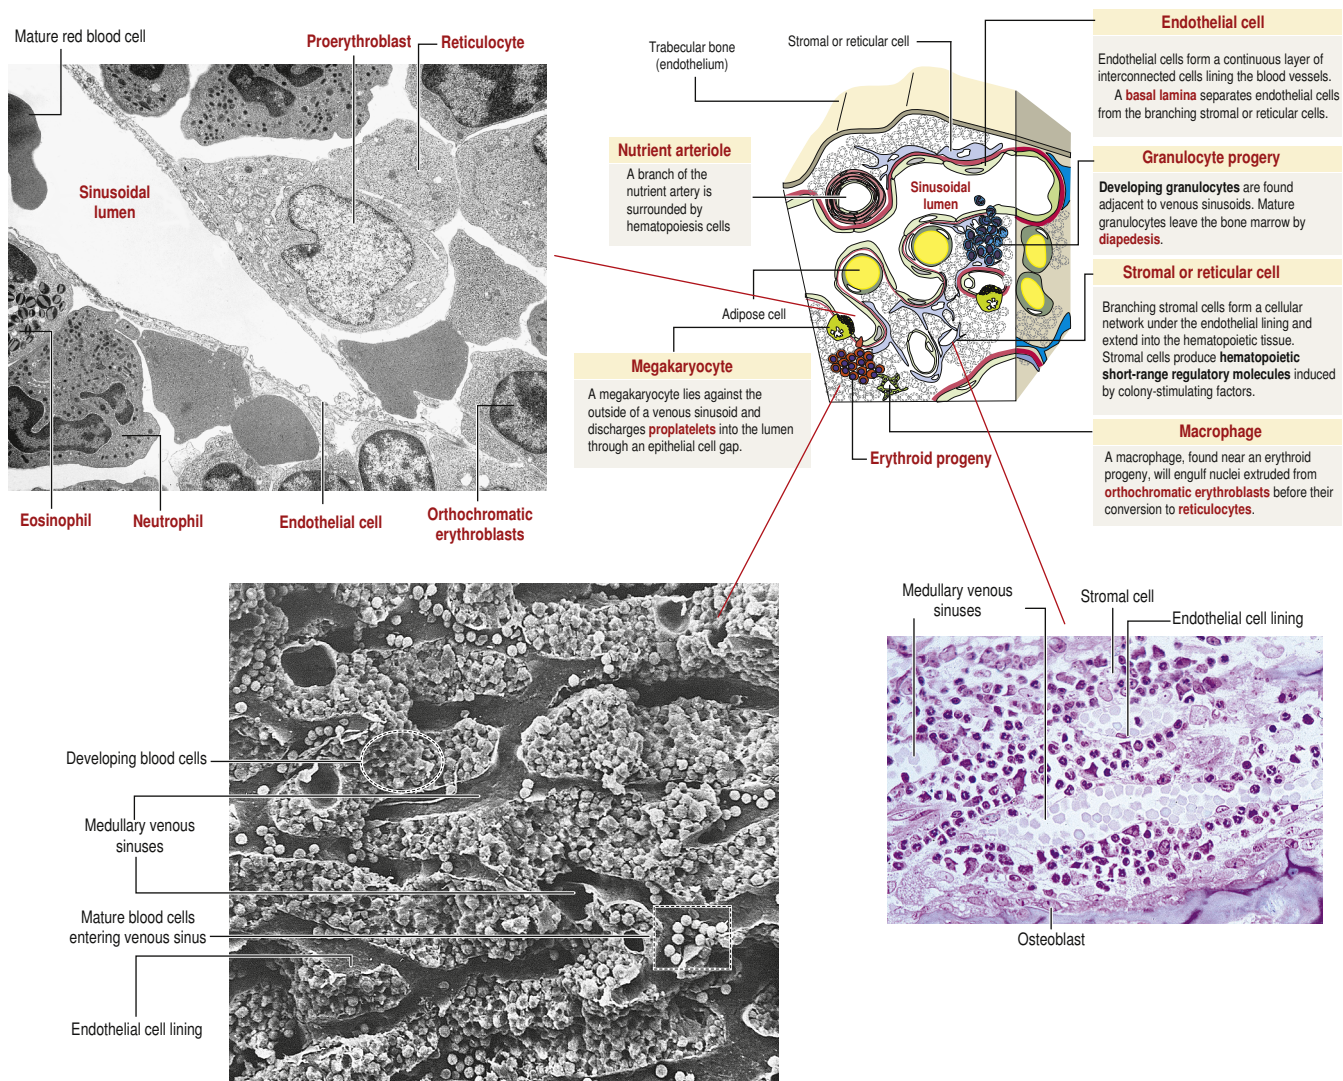 Mature red blood cell
Proerythroblast
Reticulocyte
Sinusoidal
lumen
Eosinophil
Neutrophil
Endothelial cell
Orthochromatic
erythroblasts
Trabecular bone
(endothelium)
Stromal or reticular cell
Nutrient arteriole
A branch of the
nutrient artery is
surrounded by
hematopoiesis cells
Sinusoidal
lumen
Adipose cell
Megakaryocyte
A megakaryocyte lies against the
outside of a venous sinusoid and
discharges proplatelets into the lumen
through an epithelial cell gap.
Erythroid progeny
Endothelial cell
Endothelial cells form a continuous layer of
interconnected cells lining the blood vessels.
A basal lamina separates endothelial cells
from the branching stromal or reticular cells.
Granulocyte progery
Developing granulocytes are found
adjacent to venous sinusoids. Mature
granulocytes leave the bone marrow by
diapedesis.
Stromal or reticular cell
Branching stromal cells form a cellular
network under the endothelial lining and
extend into the hematopoietic tissue.
Stromal cells produce hematopoietic
short-range regulatory molecules induced
by colony-stimulating factors.
Macrophage
A macrophage, found near an erythroid
progeny, will engulf nuclei extruded from
orthochromatic erythroblasts before their
conversion to reticulocytes.
Developing blood cells
Medullary venous
sinuses
Mature blood cells
entering venous sinus
Endothelial cell lining
Medullary venous
sinuses
Stromal cell
Endothelial cell lining
Osteoblast